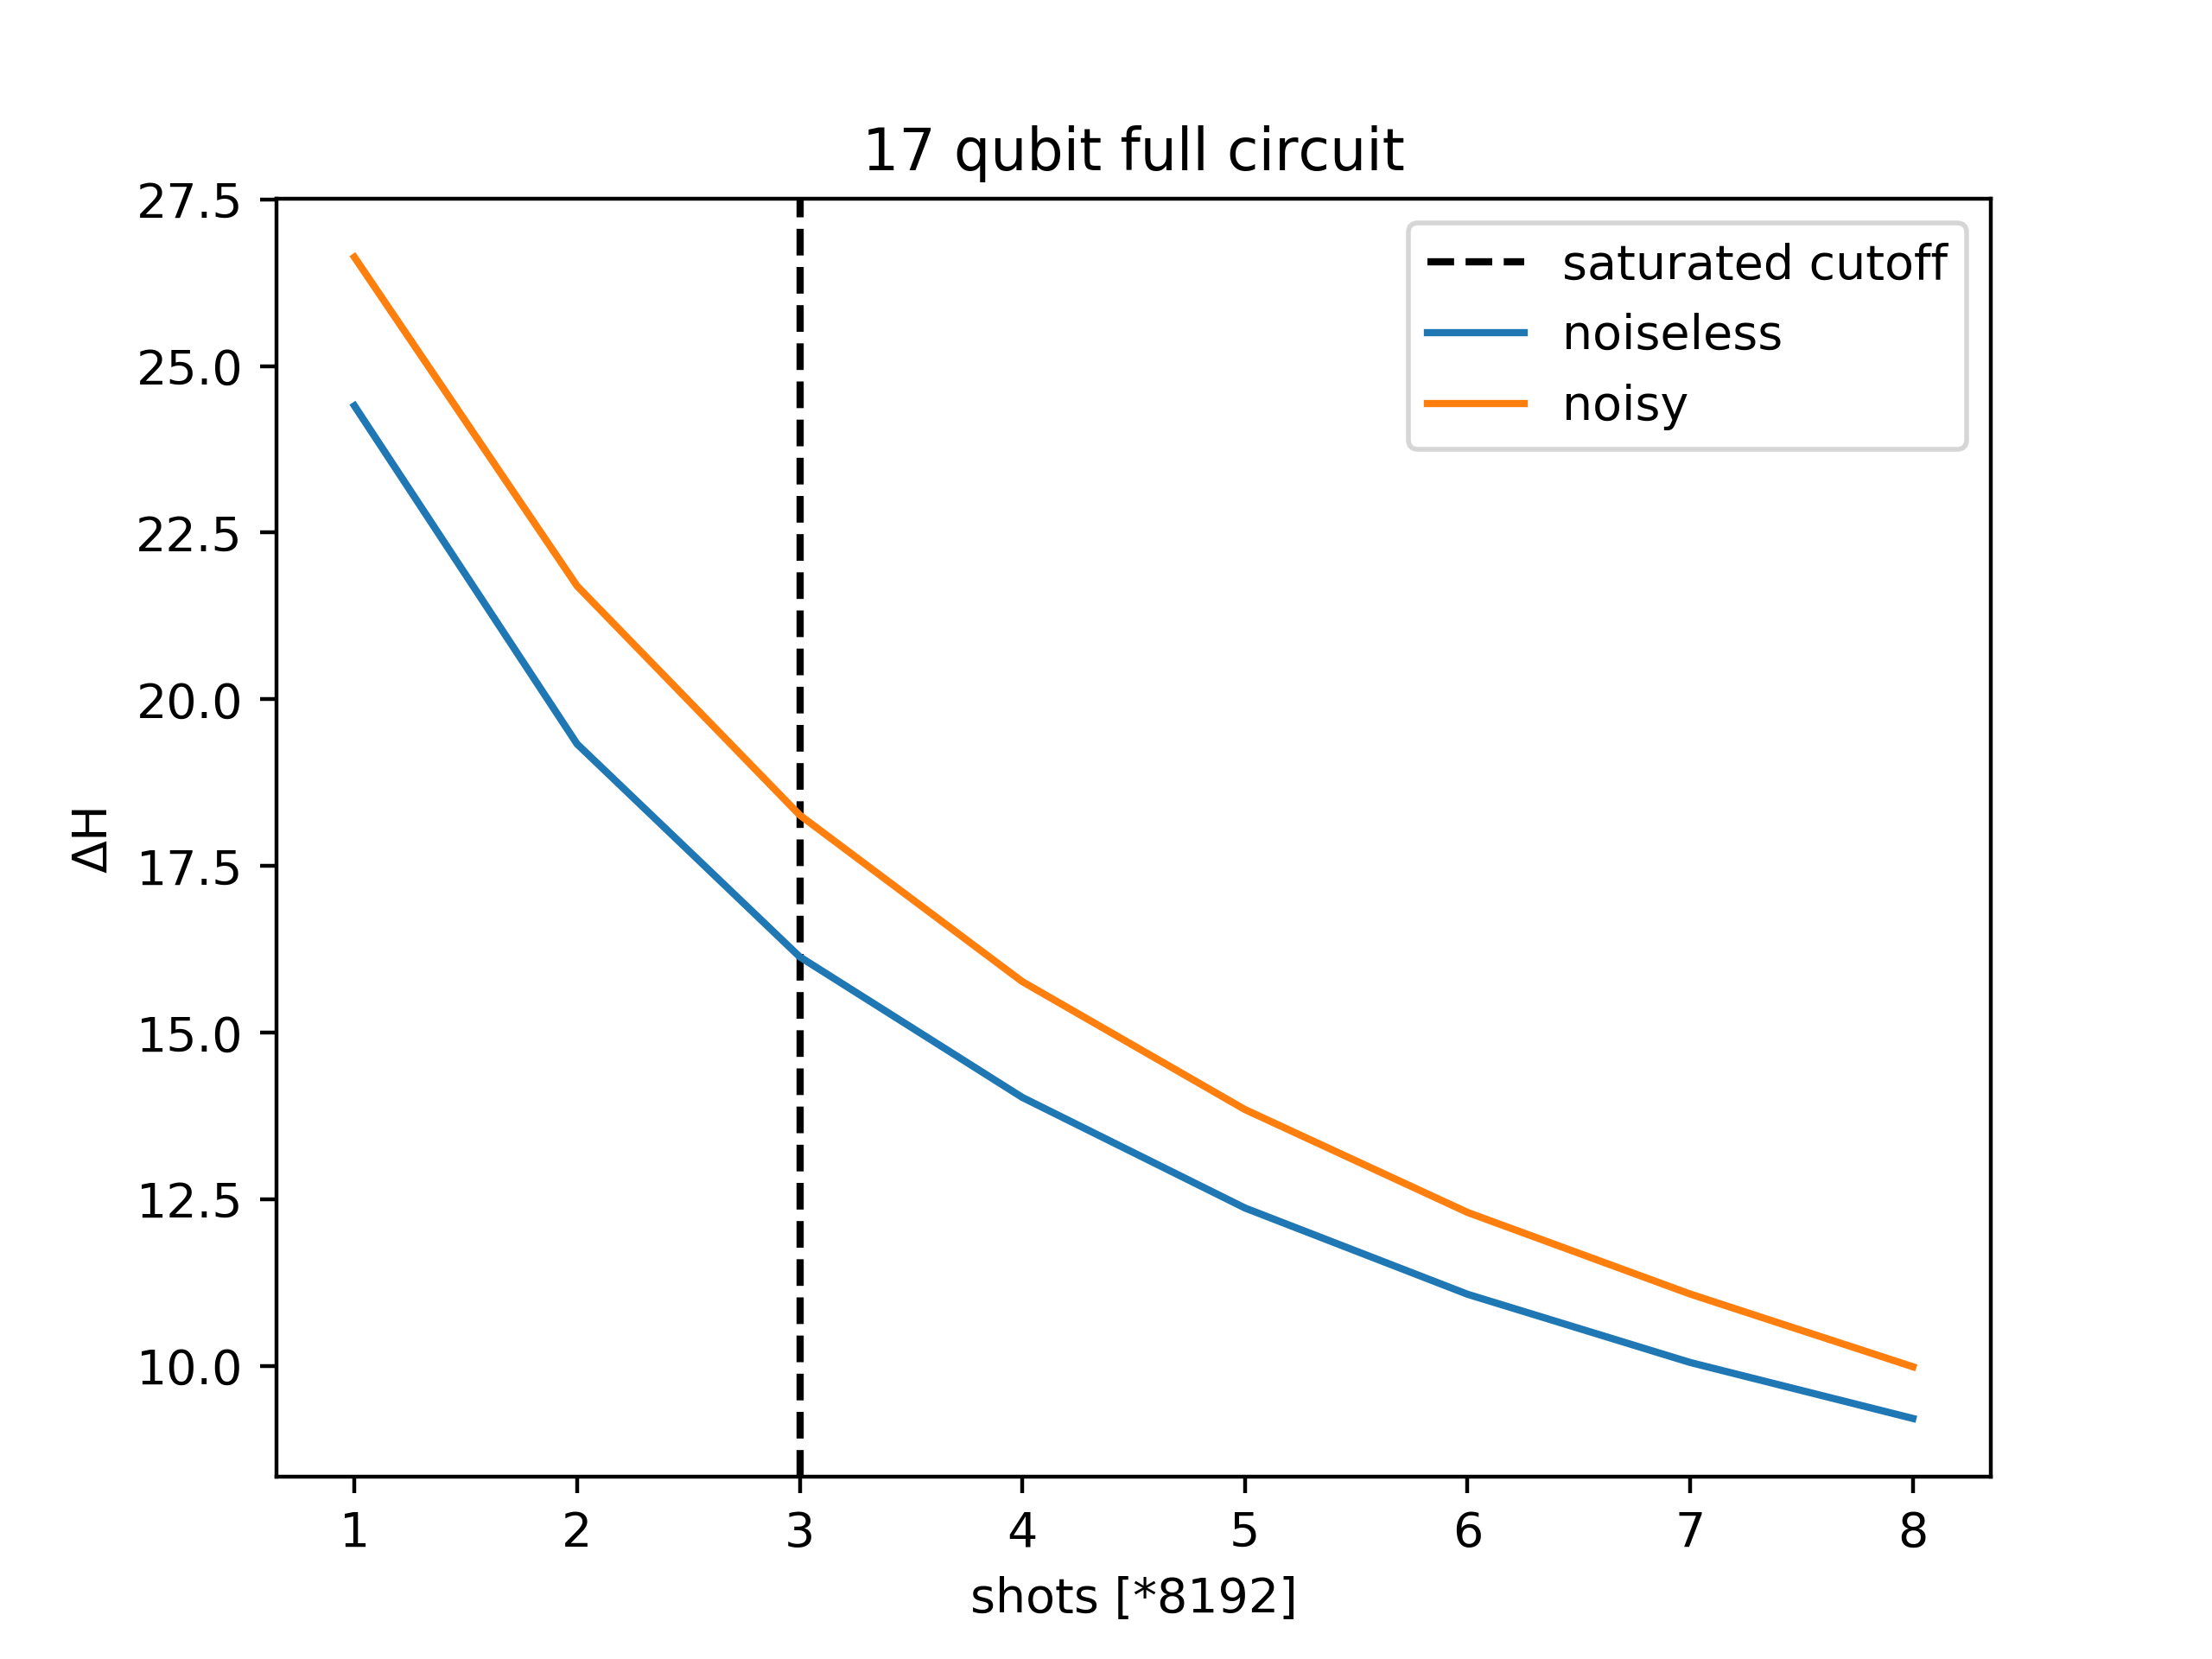 17 qubit full circuit
27.5
25.0
22.5
20.0
17.5
15.0
12.5
10.0
ΔH
saturated cutoff
noiseless
noisy
1 2 3 4 5 6 7 8
shots [*8192]